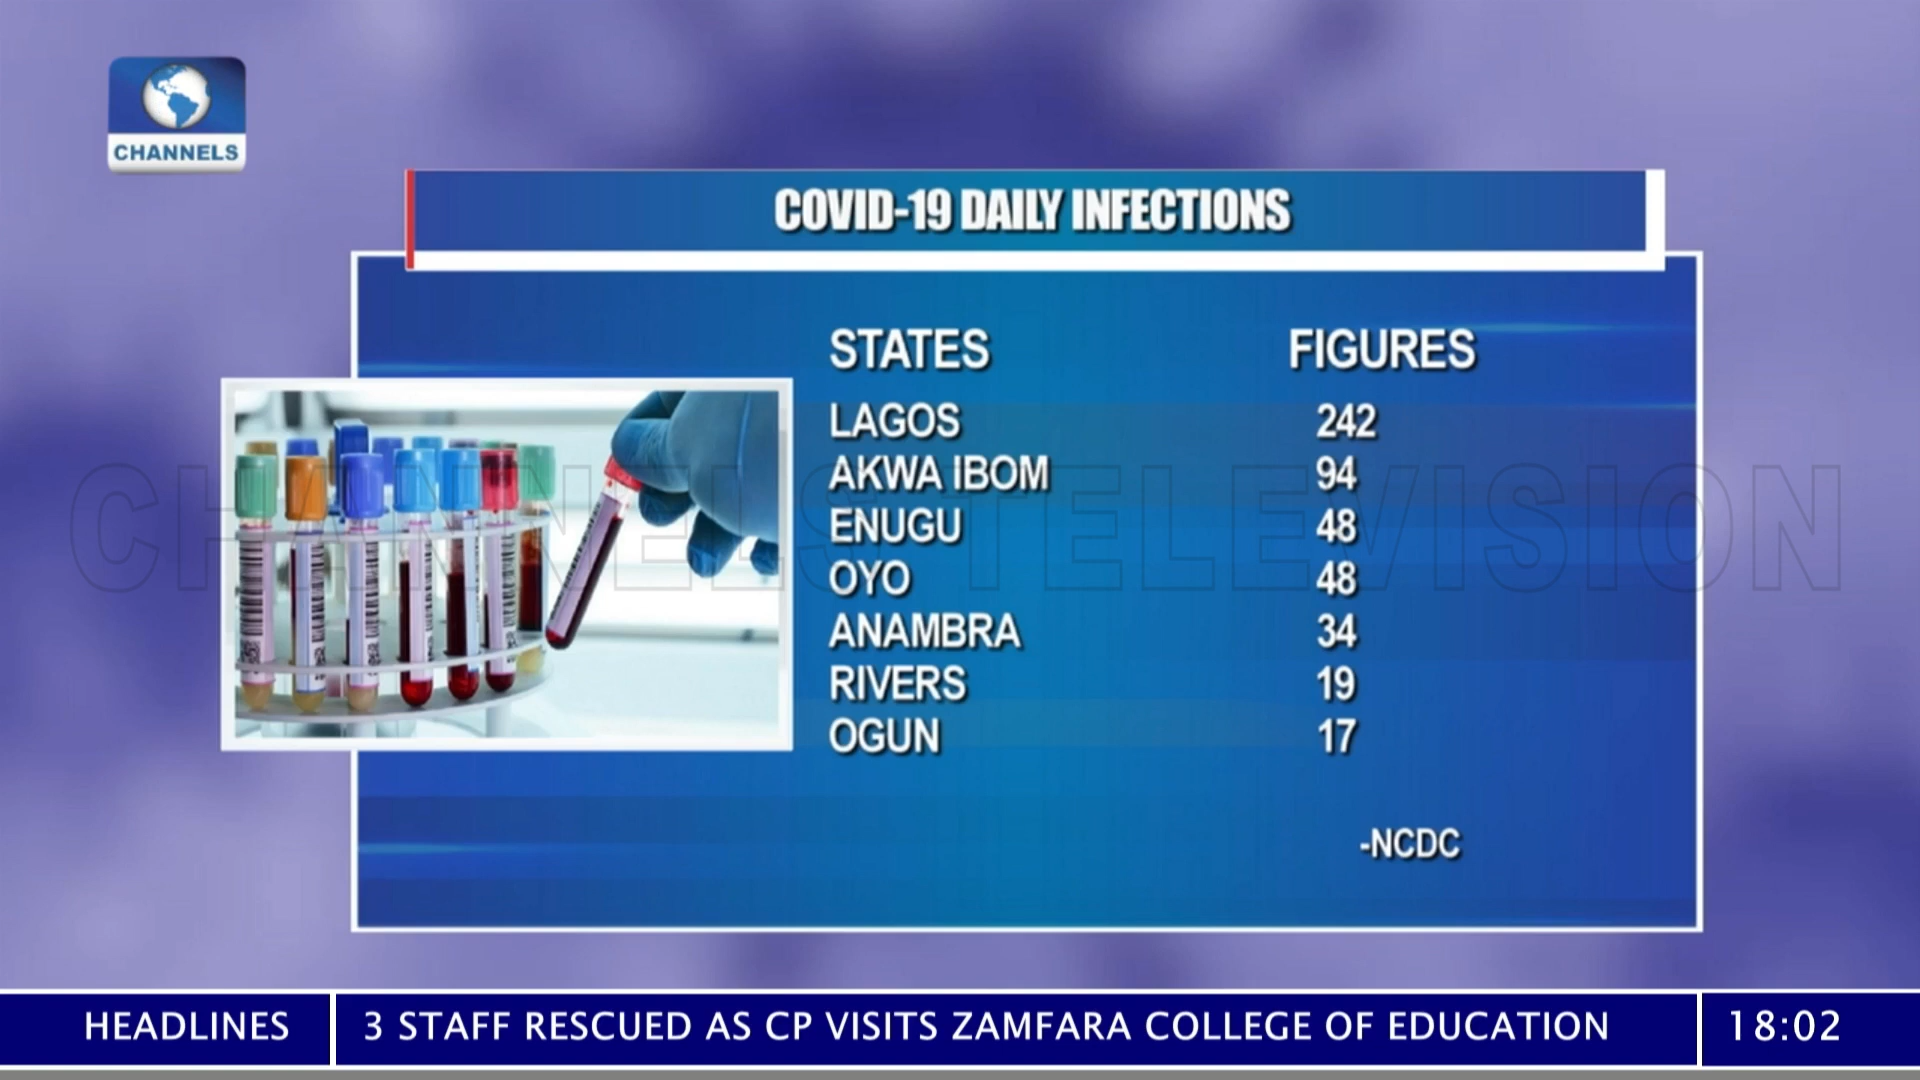 CHANNELS
COVID-19 DAILY INFECTIONS
STATES FIGURES
LAGOS 242
AKWA IBOM 94
ENUGU 48
OYO 48
ANAMBRA 34
RIVERS 19
OGUN 17
-NCDC
CHANNELS TELEVISION
HEADLINES 3 STAFF RESCUED AS CP VISITS ZAMFARA COLLEGE OF EDUCATION 18:02